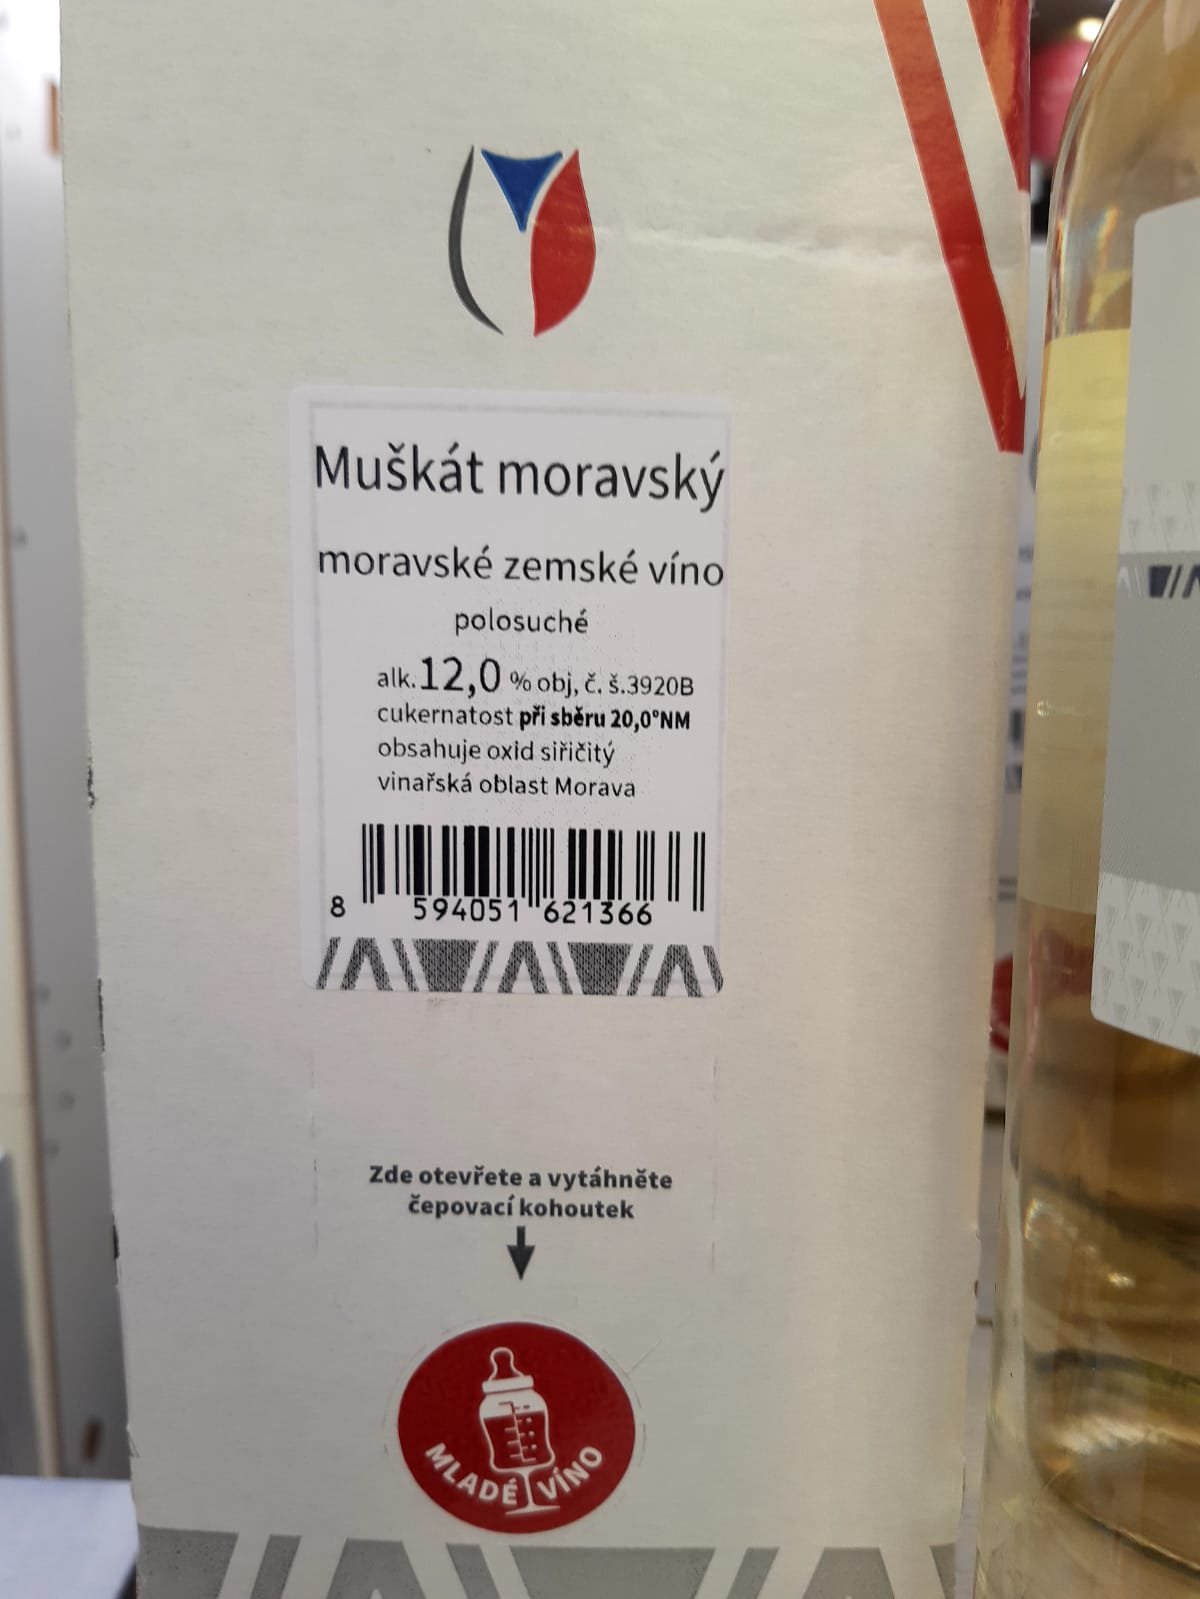 Muškát moravský
moravské zemské víno
polosuché
alk. 12,0 % obj, č. š.3920B
cukernatost při sběru 20,0°NM
obsahuje oxid siřičitý
vinařská oblast Morava
8 594051 621366
Zde otevřete a vytáhněte
čepovací kohoutek
MLADÉ VÍNO